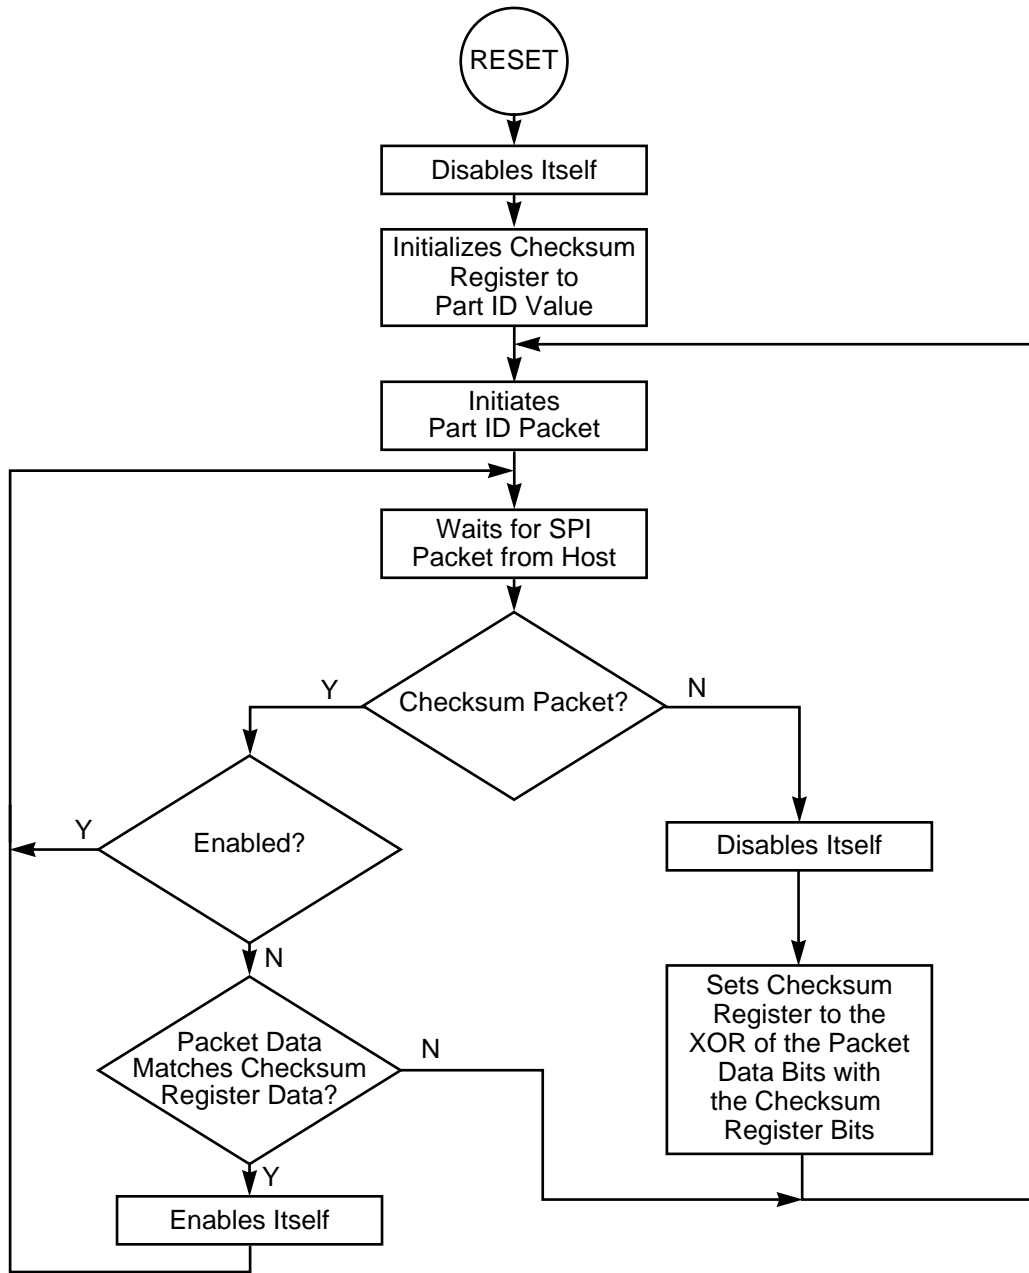 RESET
Disables Itself
Initializes Checksum
Register to
Part ID Value
Initiates
Part ID Packet
Waits for SPI
Packet from Host
Checksum Packet?
Y
N
Enabled?
Y
N
Disables Itself
Packet Data
Matches Checksum
Register Data?
N
Y
Sets Checksum
Register to the
XOR of the Packet
Data Bits with
the Checksum
Register Bits
Enables Itself